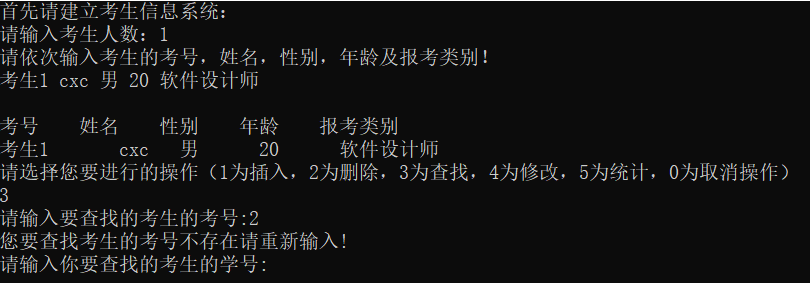 首先请建立考生信息系统:
请输入考生人数: 1
请依次输入考生的考号, 姓名, 性别, 年龄及报考类别!
考生1 cxc 男 20 软件设计师
考号 姓名 性别 年龄 报考类别
考生1 cxc 男 20 软件设计师
请选择您要进行的操作 (1为插入, 2为删除, 3为查找, 4为修改, 5为统计, 0为取消操作)
3
请输入要查找的考生的考号:2
您要查找考生的考号不存在请重新输入!
请输入你要查找的考生的学号: